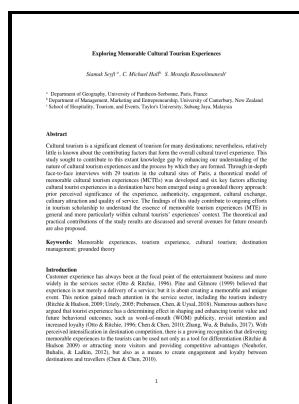 Exploring Memorable Cultural Tourism Experiences
Siamak Seyfi ª, C. Michael Hall ᵇ, S. Mostafa Rasoolimanesh ᶜ
ª Department of Geography, University of Pantheon-Sorbonne, Paris, France
ᵇ Department of Management, Marketing and Entrepreneurship, University of Canterbury, New Zealand
ᶜ School of Hospitality, Tourism, and Events, Taylor's University, Subang Jaya, Malaysia
Abstract
Cultural tourism is a significant element of tourism for many destinations; nevertheless, relatively
little is known about the contributing factors that form the overall cultural travel experience. This
study sought to contribute to this extant knowledge gap by enhancing our understanding of the
nature of cultural tourism experiences and the process by which they are formed. Through in-depth
face-to-face interviews with 29 tourists in the cultural sites of Paris, a theoretical model of
memorable cultural tourism experiences (MCTEs) was developed and six key factors affecting
cultural tourist experiences in a destination have been emerged using a grounded theory approach:
prior perceived significance of the experience, authenticity, engagement, cultural exchange,
culinary attraction and quality of service. The findings of this study contribute to ongoing efforts
in tourism scholarship to understand the essence of memorable tourism experiences (MTE) in
general and more particularly within cultural tourists' experiences' context. The theoretical and
practical contributions of the study results are discussed and several avenues for future research
are also proposed.
Keywords: Memorable experiences, tourism experience, cultural tourism; destination
management; grounded theory
Introduction
Customer experience has always been at the focal point of the entertainment business and more
widely in the services sector (Otto & Ritchie, 1996). Pine and Gilmore (1999) believed that
experience is not merely a delivery of a service; but it is about creating a memorable and unique
event. This notion gained much attention in the service sector, including the tourism industry
(Ritchie & Hudson, 2009; Uriely, 2005; Prebensen, Chen, & Uysal, 2018). Numerous authors have
argued that tourist experience has a determining effect in shaping and enhancing tourist value and
future behavioral outcomes, such as word-of-mouth (WOM) publicity, revisit intention and
increased loyalty (Otto & Ritchie, 1996; Chen & Chen, 2010; Zhang, Wu, & Buhalis, 2017). With
perceived intensification in destination competition, there is a growing recognition that delivering
memorable experiences to the tourists can be used not only as a tool for differentiation (Ritchie &
Hudson 2009) or attracting more visitors and providing competitive advantages (Neuhofer,
Buhalis, & Ladkin, 2012), but also as a means to create engagement and loyalty between
destinations and travellers (Chen & Chen, 2010).
1